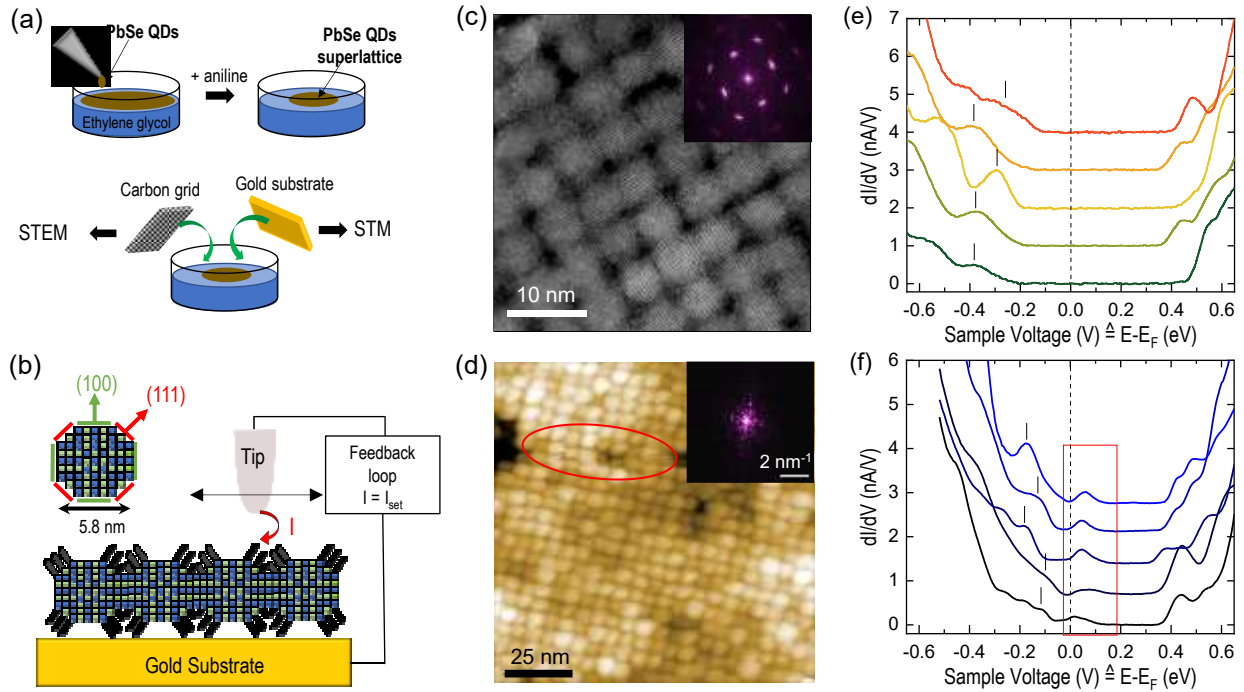 (a)
PbSe QDs
Ethylene glycol
+ aniline
PbSe QDs
superlattice
Carbon grid
Gold substrate
STEM
STM
(b)
(100)
(111)
5.8 nm
Tip
I
Feedback
loop
I = I_set
Gold Substrate
(c)
10 nm
(d)
2 nm⁻¹
25 nm
(e)
7
6
5
4
3
2
1
0
dI/dV (nA/V)
-0.6 -0.4 -0.2 0.0 0.2 0.4 0.6
Sample Voltage (V) ≙ E-E_F (eV)
(f)
6
5
4
3
2
1
0
dI/dV (nA/V)
-0.6 -0.4 -0.2 0.0 0.2 0.4 0.6
Sample Voltage (V) ≙ E-E_F (eV)